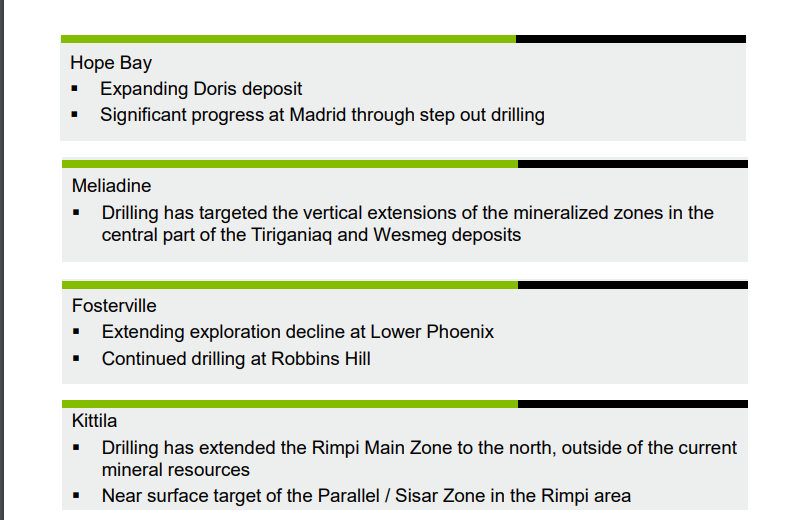 Hope Bay
▪ Expanding Doris deposit
▪ Significant progress at Madrid through step out drilling
Meliadine
▪ Drilling has targeted the vertical extensions of the mineralized zones in the
central part of the Tiriganiaq and Wesmeg deposits
Fosterville
▪ Extending exploration decline at Lower Phoenix
▪ Continued drilling at Robbins Hill
Kittila
▪ Drilling has extended the Rimpi Main Zone to the north, outside of the current
mineral resources
▪ Near surface target of the Parallel / Sisar Zone in the Rimpi area